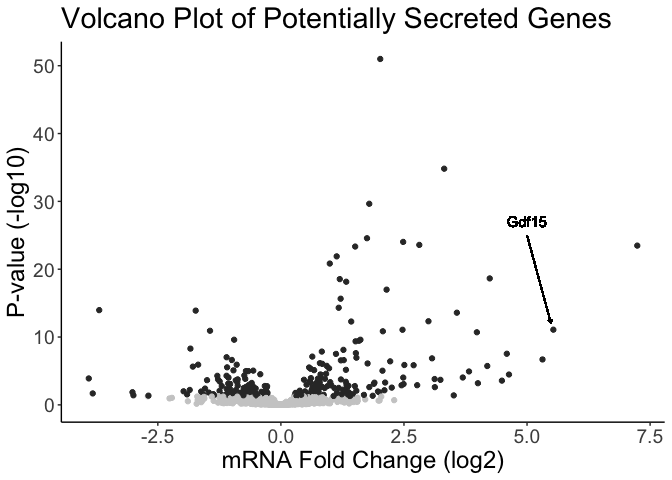 Volcano Plot of Potentially Secreted Genes
50
40
30
20
10
0
P-value (-log10)
Gdf15
-2.5 0.0 2.5 5.0 7.5
mRNA Fold Change (log2)